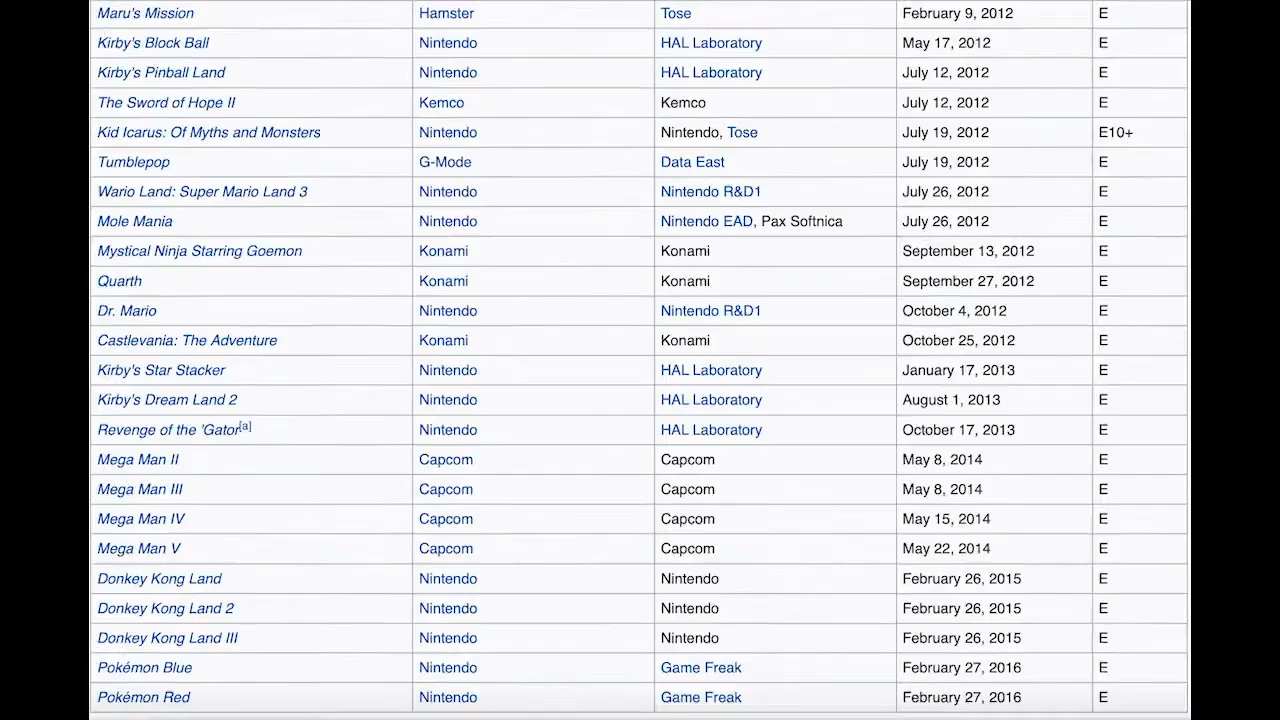 Maru's Mission Hamster Tose February 9, 2012 E
Kirby's Block Ball Nintendo HAL Laboratory May 17, 2012 E
Kirby's Pinball Land Nintendo HAL Laboratory July 12, 2012 E
The Sword of Hope II Kemco Kemco July 12, 2012 E
Kid Icarus: Of Myths and Monsters Nintendo Nintendo, Tose July 19, 2012 E10+
Tumblepop G-Mode Data East July 19, 2012 E
Wario Land: Super Mario Land 3 Nintendo Nintendo R&D1 July 26, 2012 E
Mole Mania Nintendo Nintendo EAD, Pax Softnica July 26, 2012 E
Mystical Ninja Starring Goemon Konami Konami September 13, 2012 E
Quarth Konami Konami September 27, 2012 E
Dr. Mario Nintendo Nintendo R&D1 October 4, 2012 E
Castlevania: The Adventure Konami Konami October 25, 2012 E
Kirby's Star Stacker Nintendo HAL Laboratory January 17, 2013 E
Kirby's Dream Land 2 Nintendo HAL Laboratory August 1, 2013 E
Revenge of the 'Gator[a] Nintendo HAL Laboratory October 17, 2013 E
Mega Man II Capcom Capcom May 8, 2014 E
Mega Man III Capcom Capcom May 8, 2014 E
Mega Man IV Capcom Capcom May 15, 2014 E
Mega Man V Capcom Capcom May 22, 2014 E
Donkey Kong Land Nintendo Nintendo February 26, 2015 E
Donkey Kong Land 2 Nintendo Nintendo February 26, 2015 E
Donkey Kong Land III Nintendo Nintendo February 26, 2015 E
Pokémon Blue Nintendo Game Freak February 27, 2016 E
Pokémon Red Nintendo Game Freak February 27, 2016 E